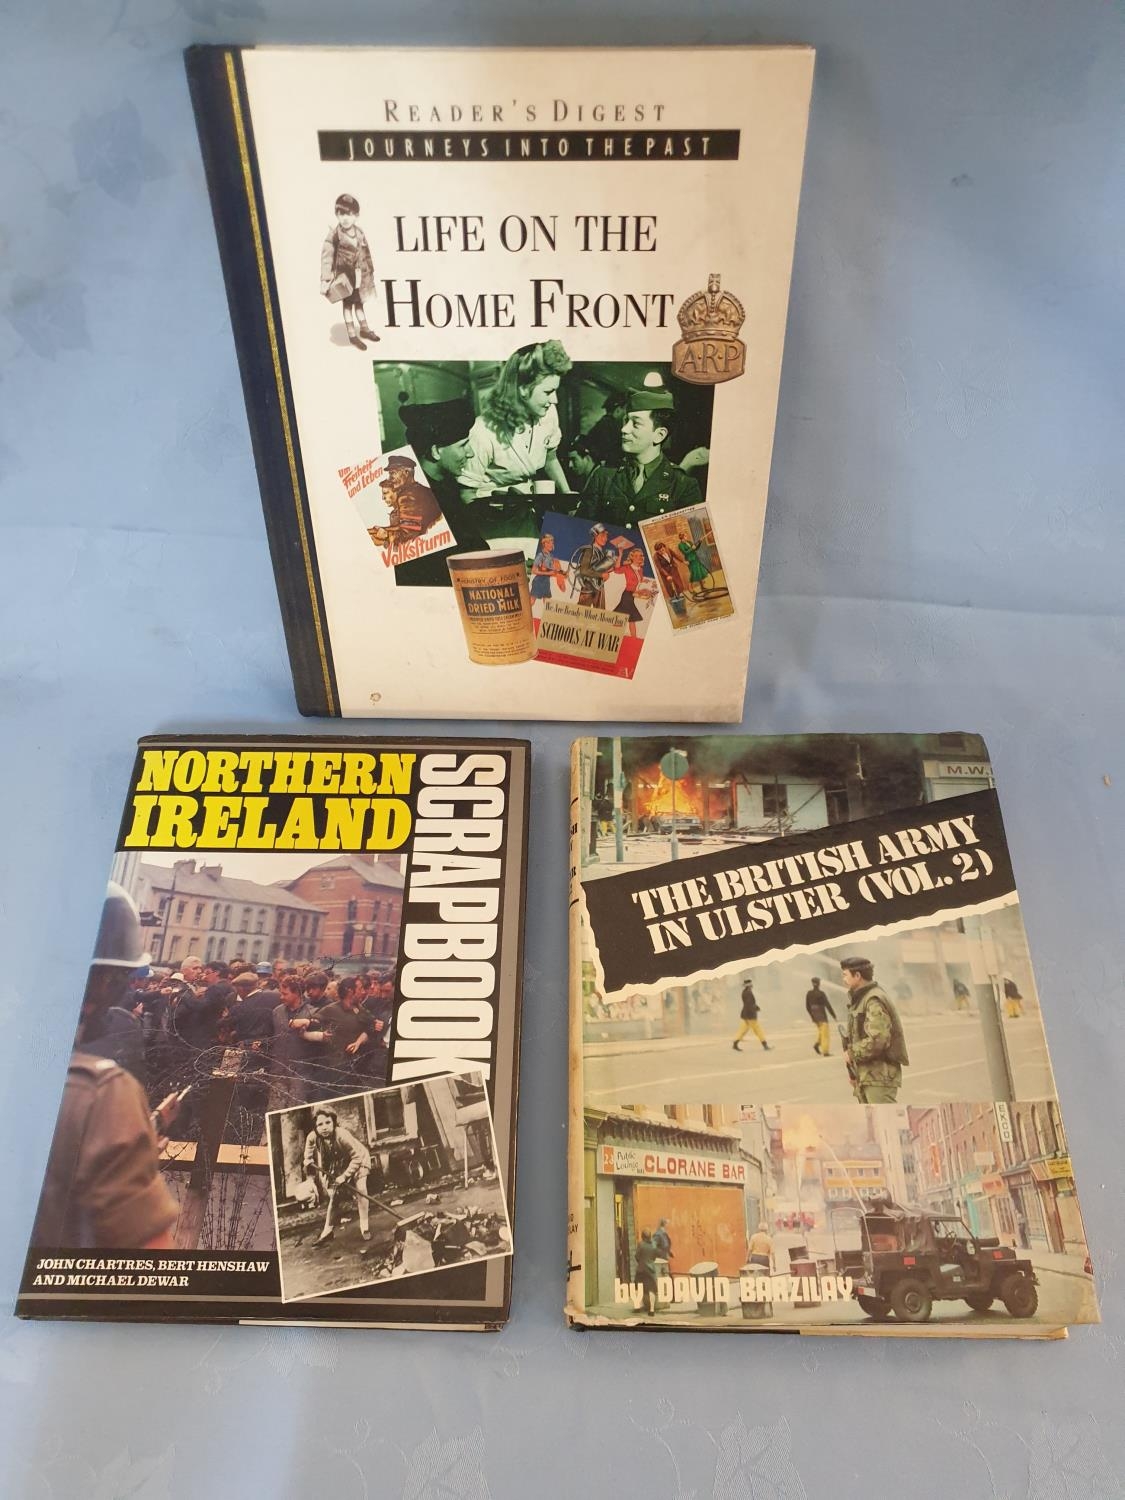 READER'S DIGEST
JOURNEYS INTO THE PAST
LIFE ON THE
HOME FRONT
A·R·P
Um
Freiheit
und Leben
Volkssturm
MINISTRY OF FOOD
NATIONAL
DRIED MILK
We Are Ready—What About You?
SCHOOLS AT WAR
NORTHERN
IRELAND
SCRAPBOOK
JOHN CHARTRES, BERT HENSHAW
AND MICHAEL DEWAR
M.W.
THE BRITISH ARMY
IN ULSTER (VOL. 2)
Public
Lounge
CLORANE BAR
by DAVID BARZILAY